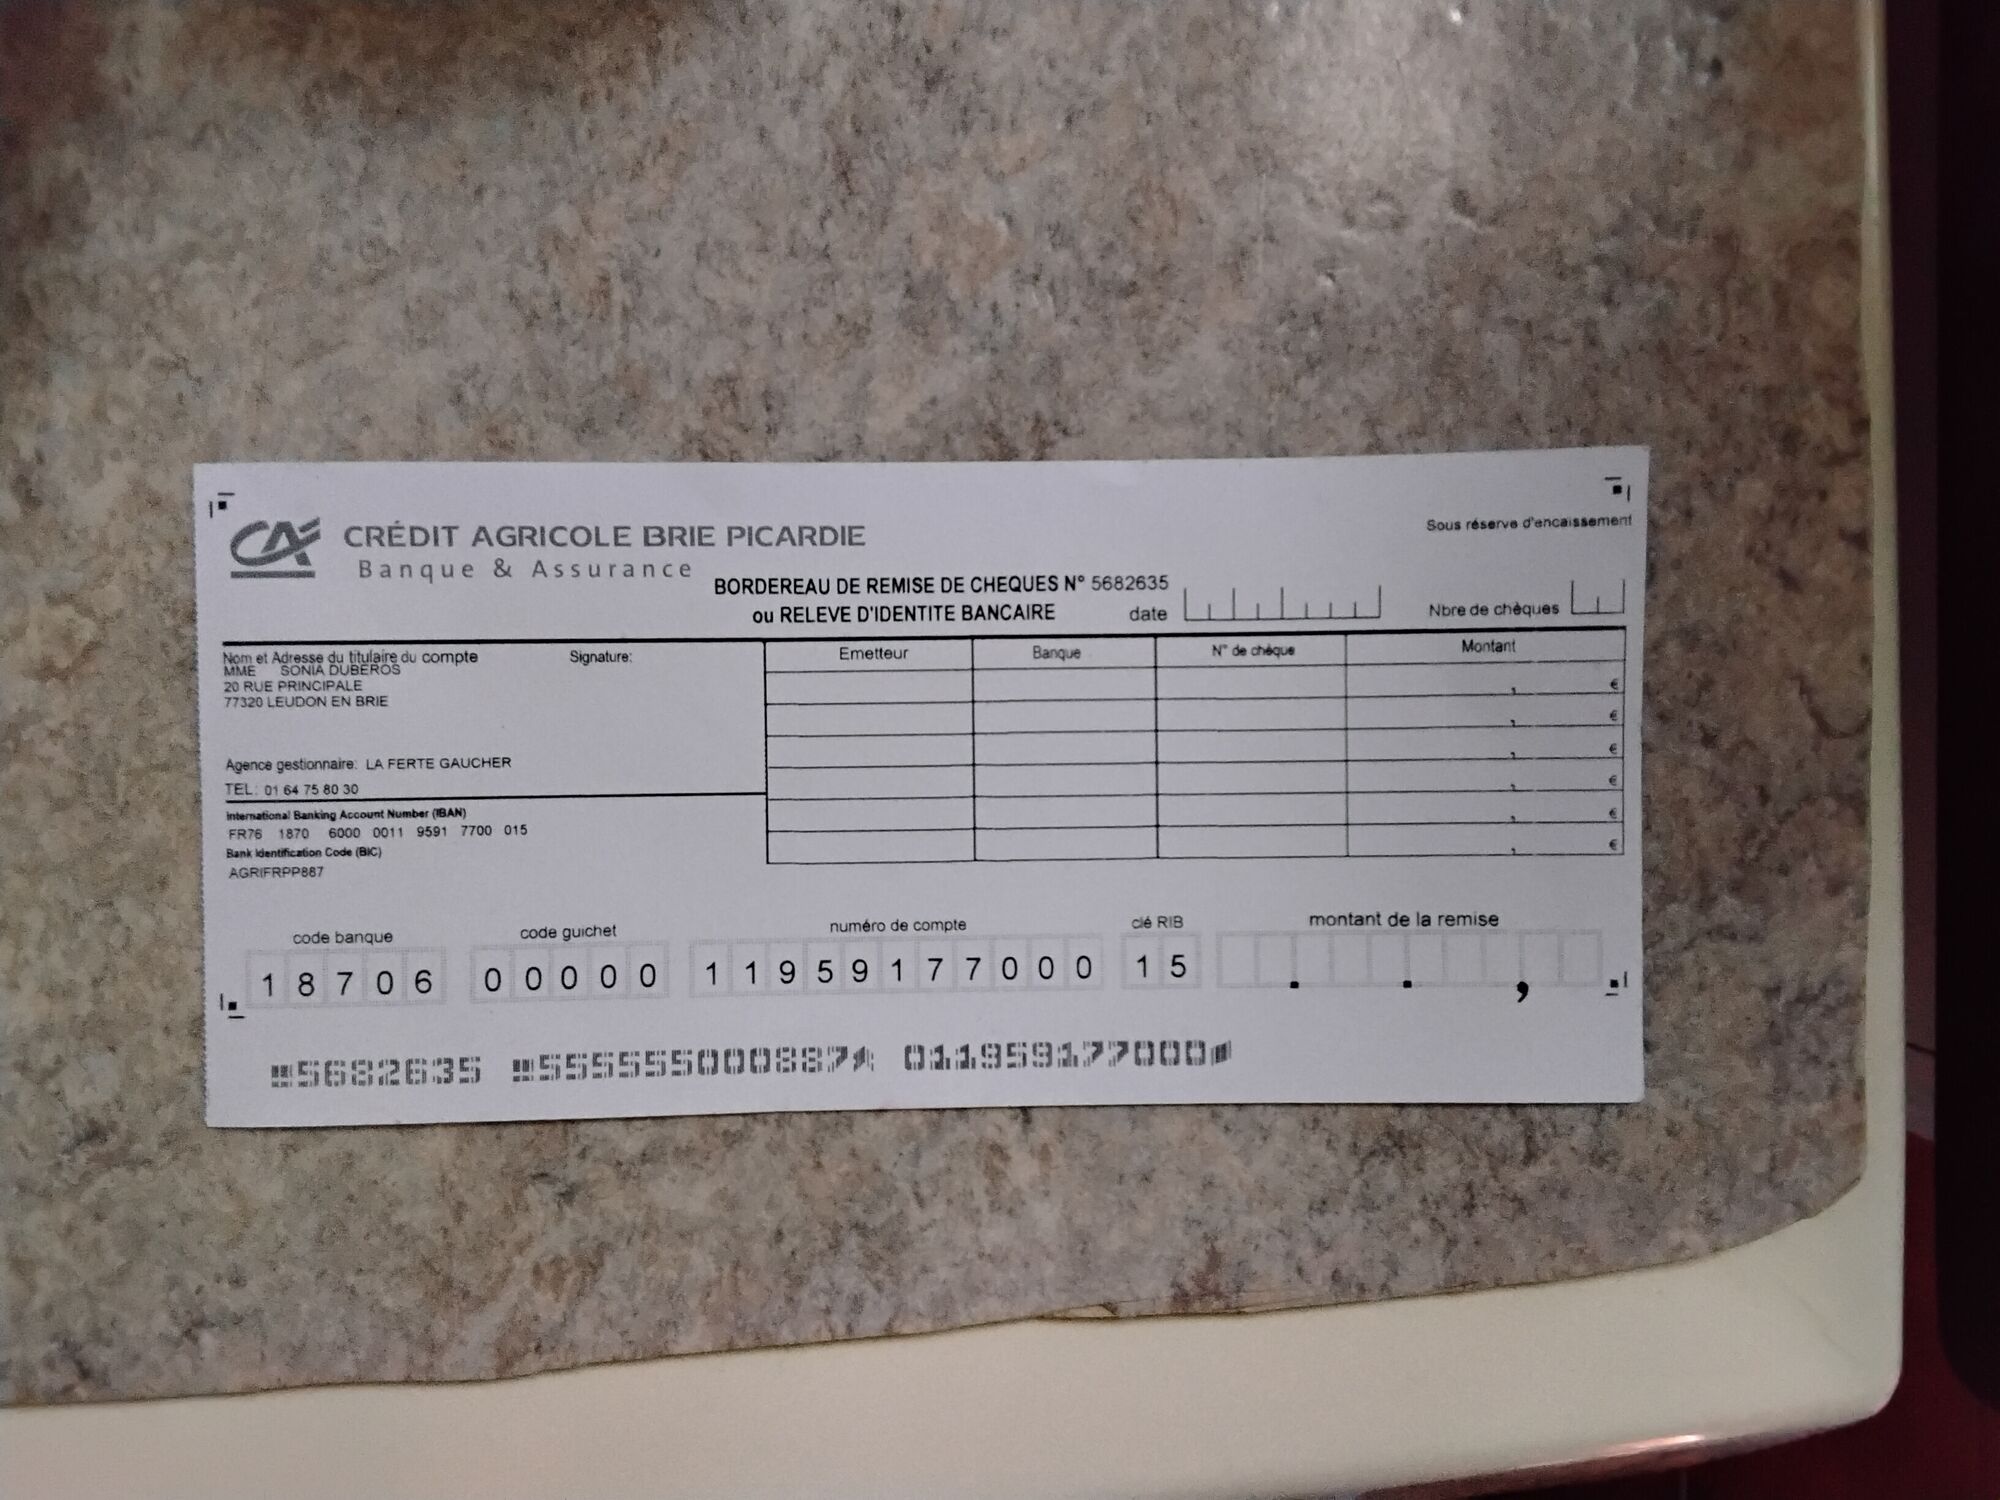 CA CRÉDIT AGRICOLE BRIE PICARDIE
Banque & Assurance
Sous réserve d'encaissement
BORDEREAU DE REMISE DE CHEQUES N° 5682635
ou RELEVE D'IDENTITE BANCAIRE date Nbre de chèques
Nom et Adresse du titulaire du compte Signature:
MME SONIA DUBEROS
20 RUE PRINCIPALE
77320 LEUDON EN BRIE
Agence gestionnaire: LA FERTE GAUCHER
TEL: 01 64 75 80 30
International Banking Account Number (IBAN)
FR76 1870 6000 0011 9591 7700 015
Bank Identification Code (BIC)
AGRIFRPP887
Emetteur Banque N° de chèque Montant
, €
, €
, €
, €
, €
, €
code banque code guichet numéro de compte clé RIB montant de la remise
18706 00000 11959177000 15 . . ,
5682635 555555000887 011959177000